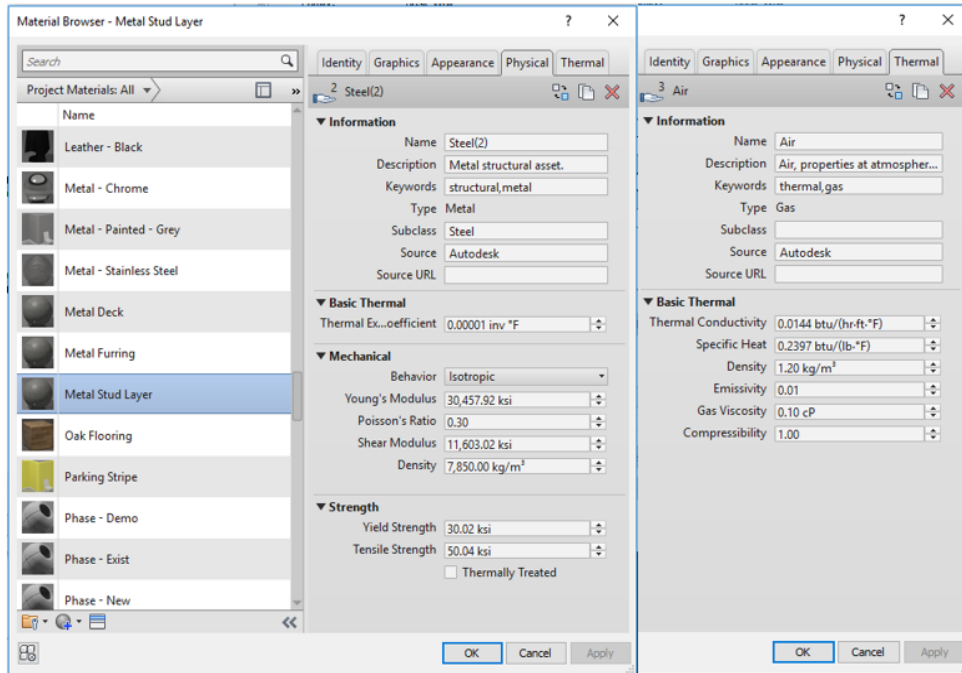 Material Browser - Metal Stud Layer
?
Search
Project Materials: All
»
Name
Leather - Black
Metal - Chrome
Metal - Painted - Grey
Metal - Stainless Steel
Metal Deck
Metal Furring
Metal Stud Layer
Oak Flooring
Parking Stripe
Phase - Demo
Phase - Exist
Phase - New
«
Identity Graphics Appearance Physical Thermal
2 Steel(2)
Information
Name Steel(2)
Description Metal structural asset.
Keywords structural,metal
Type Metal
Subclass Steel
Source Autodesk
Source URL
Basic Thermal
Thermal Ex...oefficient 0.00001 inv °F
Mechanical
Behavior Isotropic
Young's Modulus 30,457.92 ksi
Poisson's Ratio 0.30
Shear Modulus 11,603.02 ksi
Density 7,850.00 kg/m³
Strength
Yield Strength 30.02 ksi
Tensile Strength 50.04 ksi
Thermally Treated
OK Cancel Apply
?
Identity Graphics Appearance Physical Thermal
3 Air
Information
Name Air
Description Air, properties at atmospher...
Keywords thermal,gas
Type Gas
Subclass
Source Autodesk
Source URL
Basic Thermal
Thermal Conductivity 0.0144 btu/(hr·ft·°F)
Specific Heat 0.2397 btu/(lb·°F)
Density 1.20 kg/m³
Emissivity 0.01
Gas Viscosity 0.10 cP
Compressibility 1.00
OK Cancel Apply